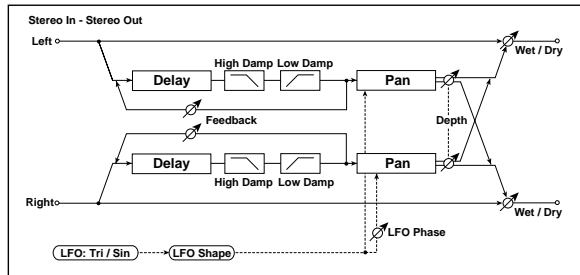 Stereo In - Stereo Out
Left
Wet / Dry
High Damp Low Damp
Delay
Pan
Feedback
Depth
Delay
Pan
High Damp Low Damp
Right
Wet / Dry
LFO Phase
LFO: Tri / Sin
LFO Shape